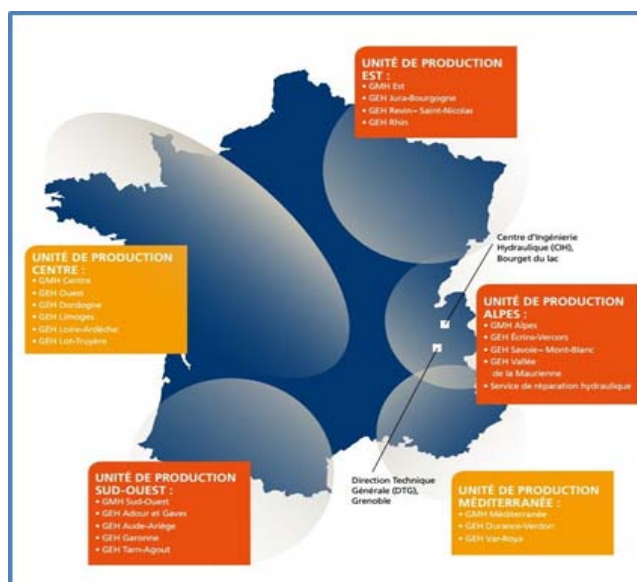 UNITÉ DE PRODUCTION
EST :
• GMH Est
• GEH Jura-Bourgogne
• GEH Revin – Saint-Nicolas
• GEH Rhin
Centre d'Ingénierie
Hydraulique (CIH),
Bourget du lac
UNITÉ DE PRODUCTION
CENTRE :
• GMH Centre
• GEH Ouest
• GEH Dordogne
• GEH Limoges
• GEH Loire-Ardèche
• GEH Lot-Truyère
UNITÉ DE PRODUCTION
ALPES :
• GMH Alpes
• GEH Écrins-Vercors
• GEH Savoie – Mont-Blanc
• GEH Vallée
de la Maurienne
• Service de réparation hydraulique
UNITÉ DE PRODUCTION
SUD-OUEST :
• GMH Sud-Ouest
• GEH Adour et Gaves
• GEH Aude-Ariège
• GEH Garonne
• GEH Tarn-Agout
Direction Technique
Générale (DTG),
Grenoble
UNITÉ DE PRODUCTION
MÉDITERRANÉE :
• GMH Méditerranée
• GEH Durance-Verdon
• GEH Var-Roya